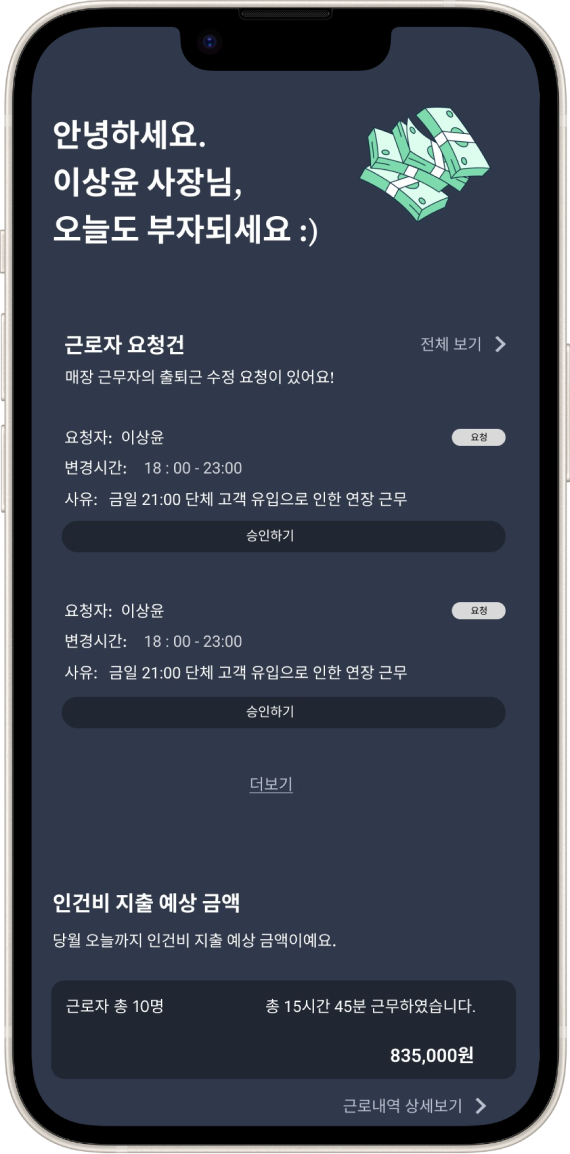 안녕하세요.
이상윤 사장님,
오늘도 부자되세요 :)
근로자 요청건
전체 보기
매장 근무자의 출퇴근 수정 요청이 있어요!
요청자: 이상윤
요청
변경시간: 18 : 00 - 23:00
사유: 금일 21:00 단체 고객 유입으로 인한 연장 근무
승인하기
요청자: 이상윤
요청
변경시간: 18 : 00 - 23:00
사유: 금일 21:00 단체 고객 유입으로 인한 연장 근무
승인하기
더보기
인건비 지출 예상 금액
당월 오늘까지 인건비 지출 예상 금액이예요.
근로자 총 10명
총 15시간 45분 근무하였습니다.
835,000원
근로내역 상세보기